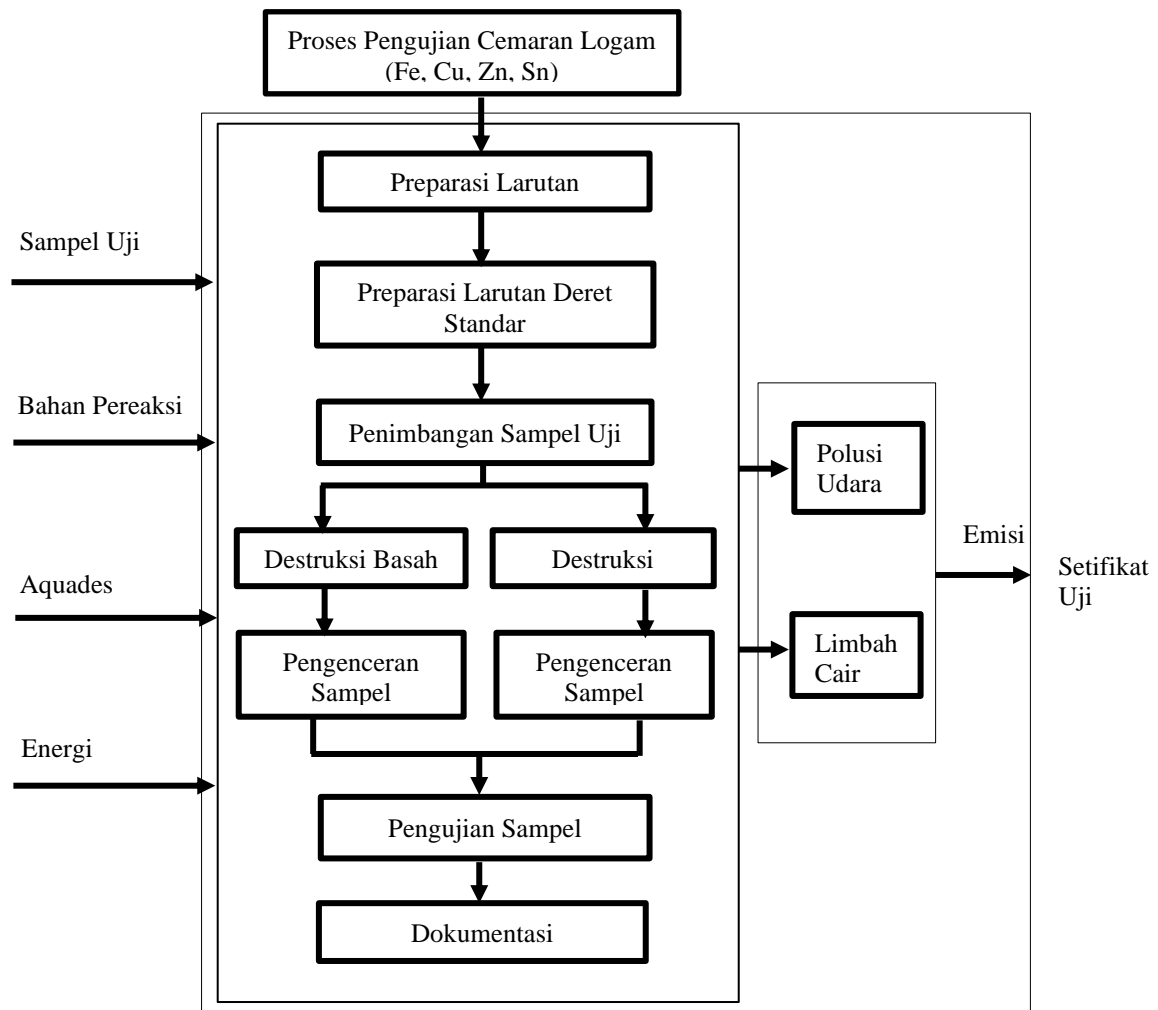 Proses Pengujian Cemaran Logam
(Fe, Cu, Zn, Sn)
Preparasi Larutan
Sampel Uji
Preparasi Larutan Deret
Standar
Bahan Pereaksi
Penimbangan Sampel Uji
Polusi
Udara
Destruksi Basah
Destruksi
Emisi
Setifikat
Uji
Aquades
Pengenceran
Sampel
Pengenceran
Sampel
Limbah
Cair
Energi
Pengujian Sampel
Dokumentasi